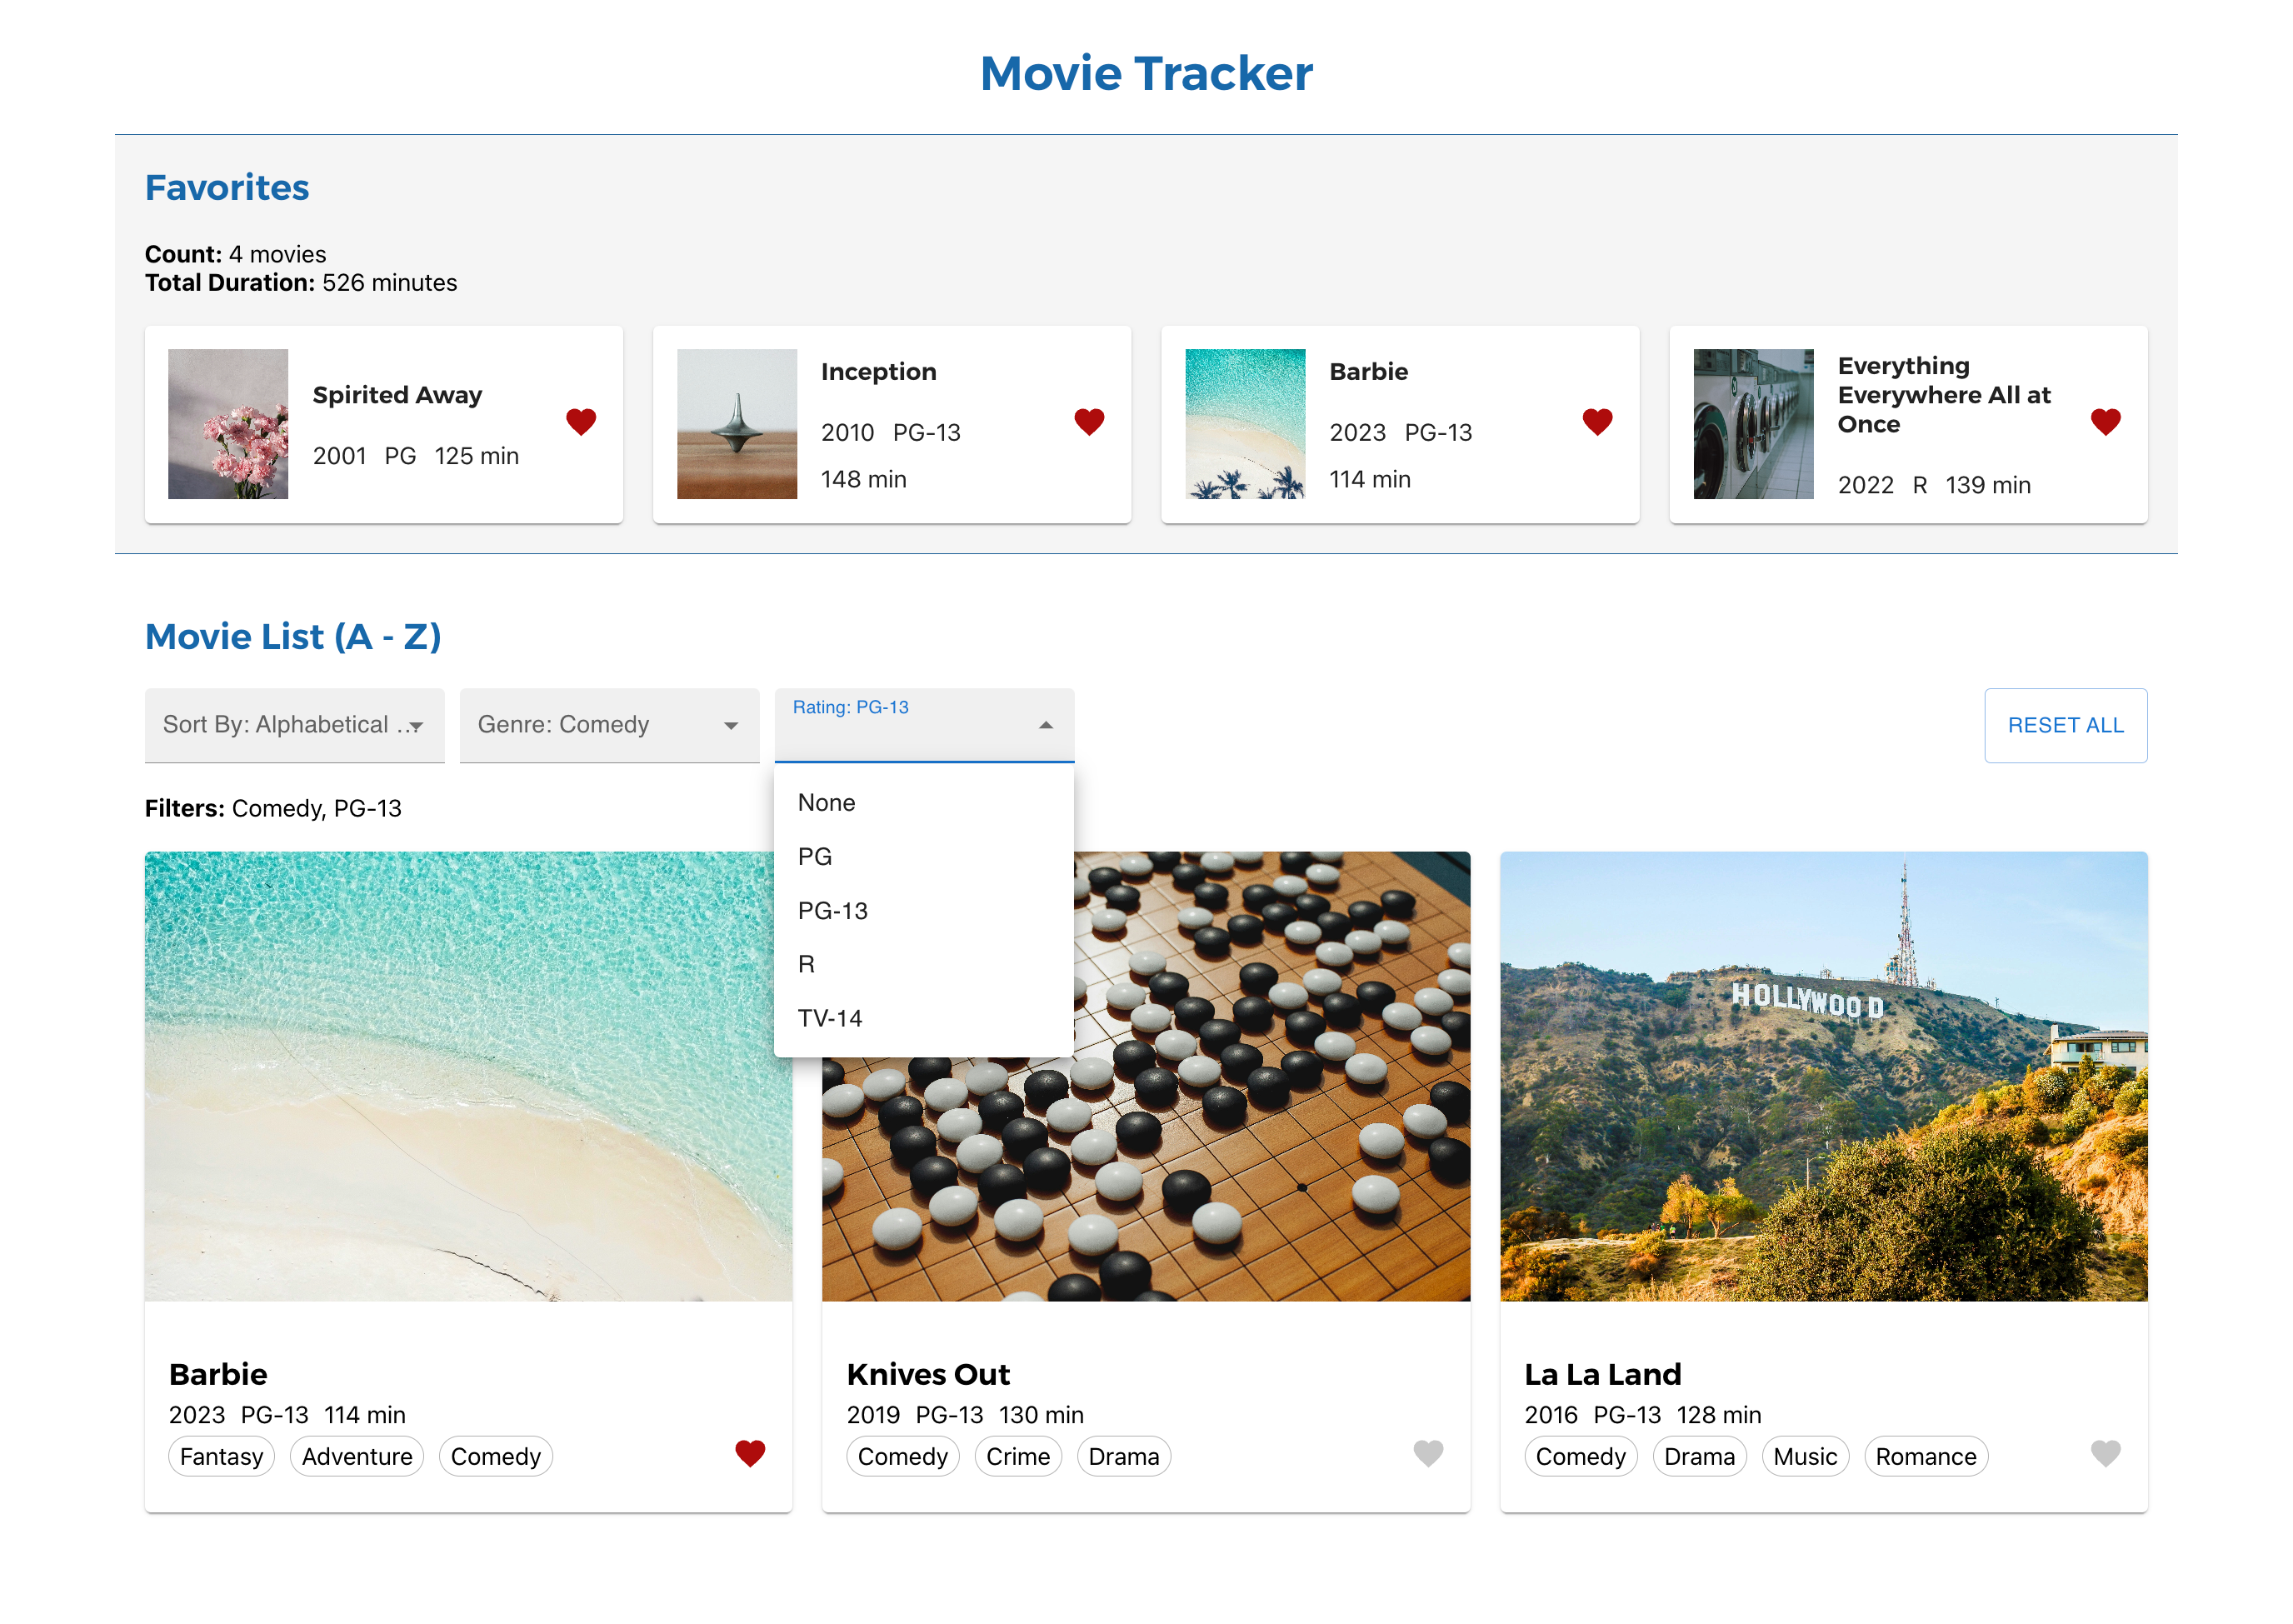 Movie Tracker
Favorites
Count: 4 movies
Total Duration: 526 minutes
Spirited Away
2001 PG 125 min
Inception
2010 PG-13
148 min
Barbie
2023 PG-13
114 min
Everything
Everywhere All at
Once
2022 R 139 min
Movie List (A - Z)
Sort By: Alphabetical ...
Genre: Comedy
Rating: PG-13
RESET ALL
None
PG
PG-13
R
TV-14
Filters: Comedy, PG-13
HOLLYWOOD
Barbie
2023 PG-13 114 min
Fantasy Adventure Comedy
Knives Out
2019 PG-13 130 min
Comedy Crime Drama
La La Land
2016 PG-13 128 min
Comedy Drama Music Romance